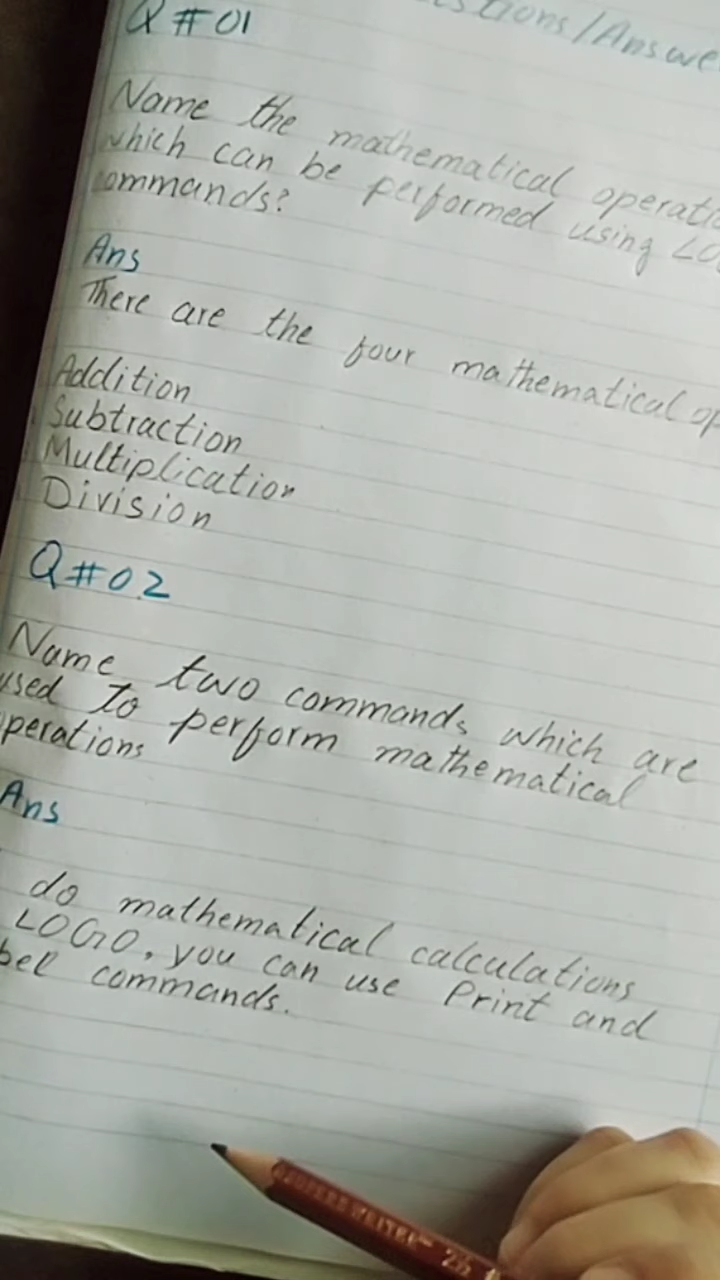 Q #01
Name the mathematical
which can be performed using
commands?
Ans
There are the four mathematical
Addition
Subtraction
Multiplication
Division
Q#02
Name two commands which are
used to perform mathematical
operations
Ans
do mathematical calculations
LOGO, you can use Print and
commands.